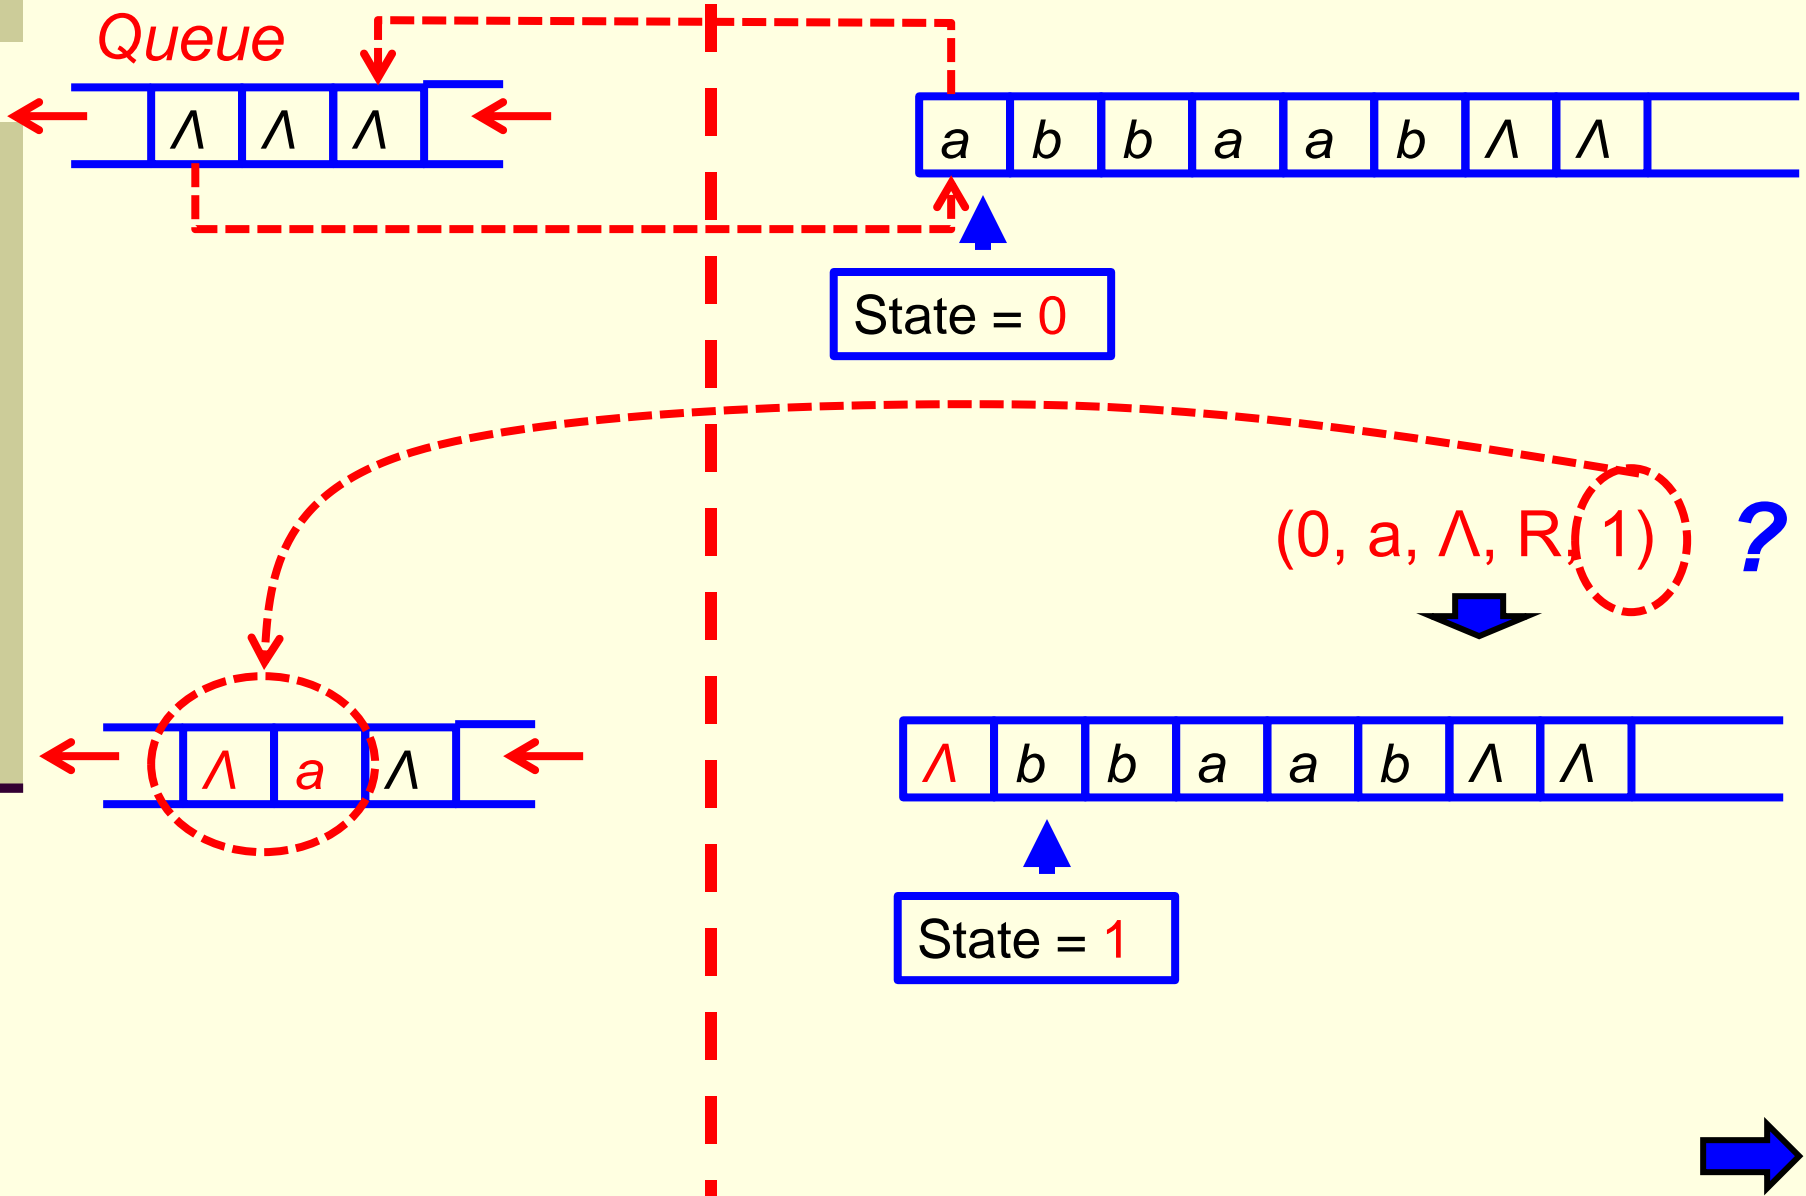 Queue
Λ Λ Λ
a b b a a b Λ Λ
State = 0
(0, a, Λ, R, 1) ?
Λ a Λ
Λ b b a a b Λ Λ
State = 1